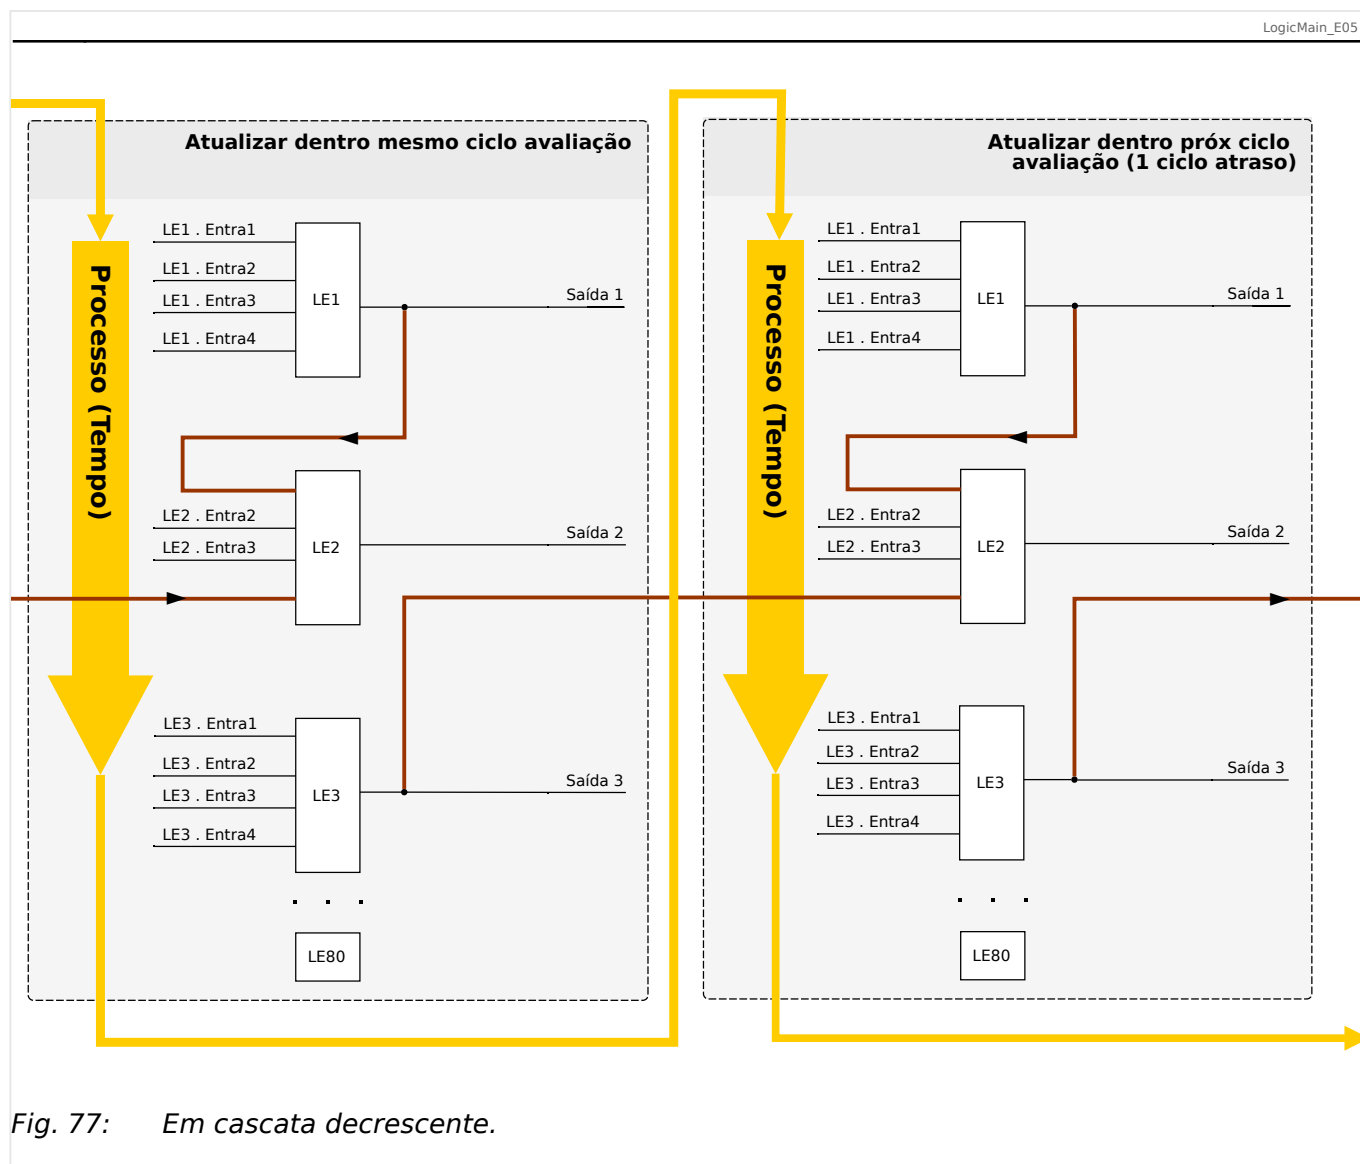 LogicMain_E05
Atualizar dentro mesmo ciclo avaliação
Processo (Tempo)
LE1 . Entra1
LE1 . Entra2
LE1 . Entra3
LE1 . Entra4
LE1
Saída 1
LE2 . Entra2
LE2 . Entra3
LE2
Saída 2
LE3 . Entra1
LE3 . Entra2
LE3 . Entra3
LE3 . Entra4
LE3
Saída 3
. . .
LE80
Atualizar dentro próx ciclo
avaliação (1 ciclo atraso)
Processo (Tempo)
LE1 . Entra1
LE1 . Entra2
LE1 . Entra3
LE1 . Entra4
LE1
Saída 1
LE2 . Entra2
LE2 . Entra3
LE2
Saída 2
LE3 . Entra1
LE3 . Entra2
LE3 . Entra3
LE3 . Entra4
LE3
Saída 3
. . .
LE80
Fig. 77: Em cascata decrescente.